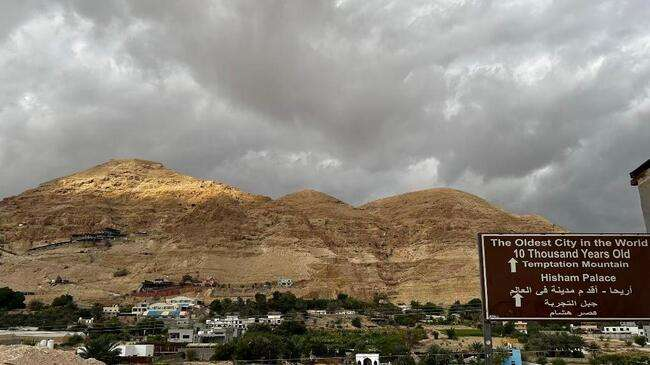 The Oldest City in the World
10 Thousand Years Old
Temptation Mountain
Hisham Palace
أريحا - أقدم مدينة فى العالم
جبل التجربة
قصر هشام